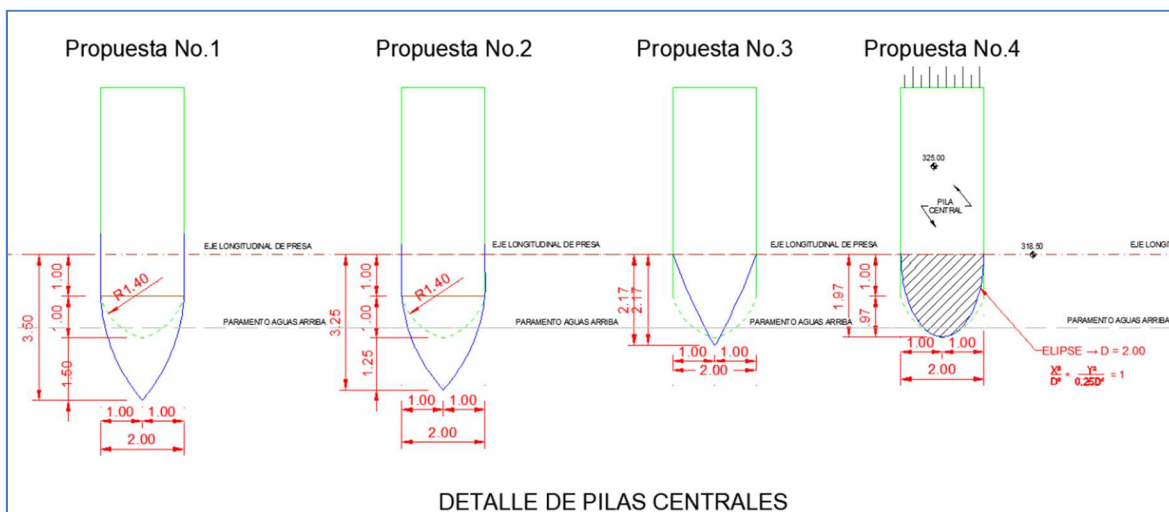 Propuesta No.1
Propuesta No.2
Propuesta No.3
Propuesta No.4
325.00
PILA
CENTRAL
EJE LONGITUDINAL DE PRESA
EJE LONGITUDINAL DE PRESA
EJE LONGITUDINAL DE PRESA
318.50
EJE LONGIT
3.50
1.00
1.00
1.50
R1.40
PARAMENTO AGUAS ARRIBA
1.00
1.00
2.00
3.25
1.00
1.00
1.25
R1.40
PARAMENTO AGUAS ARRIBA
1.00
1.00
2.00
2.17
2.17
PARAMENTO AGUAS ARRIBA
1.00
1.00
2.00
1.97
1.00
.97
PARAMENTO AGUAS ARRIBA
1.00
1.00
2.00
ELIPSE → D = 2.00
X²/D² + Y²/0.25D² = 1
DETALLE DE PILAS CENTRALES